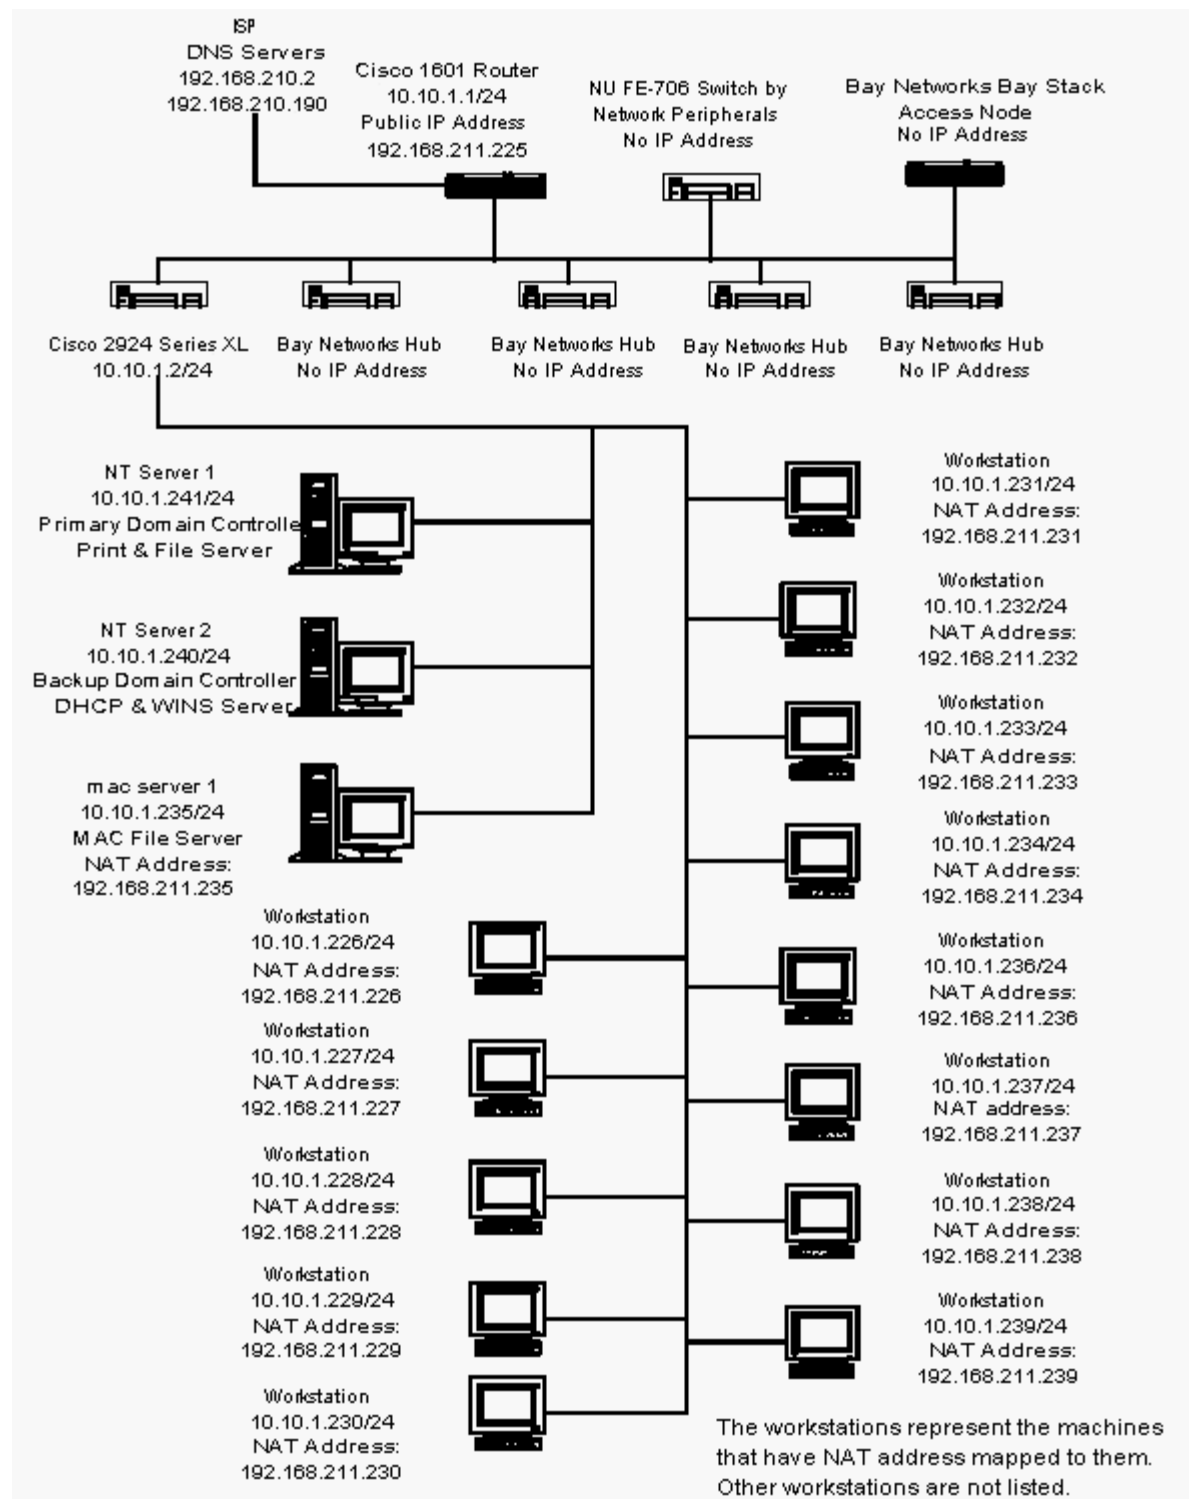 ISP
DNS Servers
192.168.210.2
192.168.210.190
Cisco 1601 Router
10.10.1.1/24
Public IP Address
192.168.211.225
NU FE-706 Switch by
Network Peripherals
No IP Address
Bay Networks Bay Stack
Access Node
No IP Address
Cisco 2924 Series XL
10.10.1.2/24
Bay Networks Hub
No IP Address
Bay Networks Hub
No IP Address
Bay Networks Hub
No IP Address
Bay Networks Hub
No IP Address
NT Server 1
10.10.1.241/24
Primary Domain Controlle
Print & File Server
NT Server 2
10.10.1.240/24
Backup Domain Controller
DHCP & WINS Server
mac server 1
10.10.1.235/24
MAC File Server
NAT Address:
192.168.211.235
Workstation
10.10.1.226/24
NAT Address:
192.168.211.226
Workstation
10.10.1.227/24
NAT Address:
192.168.211.227
Workstation
10.10.1.228/24
NAT Address:
192.168.211.228
Workstation
10.10.1.229/24
NAT Address:
192.168.211.229
Workstation
10.10.1.230/24
NAT Address:
192.168.211.230
Workstation
10.10.1.231/24
NAT Address:
192.168.211.231
Workstation
10.10.1.232/24
NAT Address:
192.168.211.232
Workstation
10.10.1.233/24
NAT Address:
192.168.211.233
Workstation
10.10.1.234/24
NAT Address:
192.168.211.234
Workstation
10.10.1.236/24
NAT Address:
192.168.211.236
Workstation
10.10.1.237/24
NAT address:
192.168.211.237
Workstation
10.10.1.238/24
NAT Address:
192.168.211.238
Workstation
10.10.1.239/24
NAT Address:
192.168.211.239
The workstations represent the machines
that have NAT address mapped to them.
Other workstations are not listed.